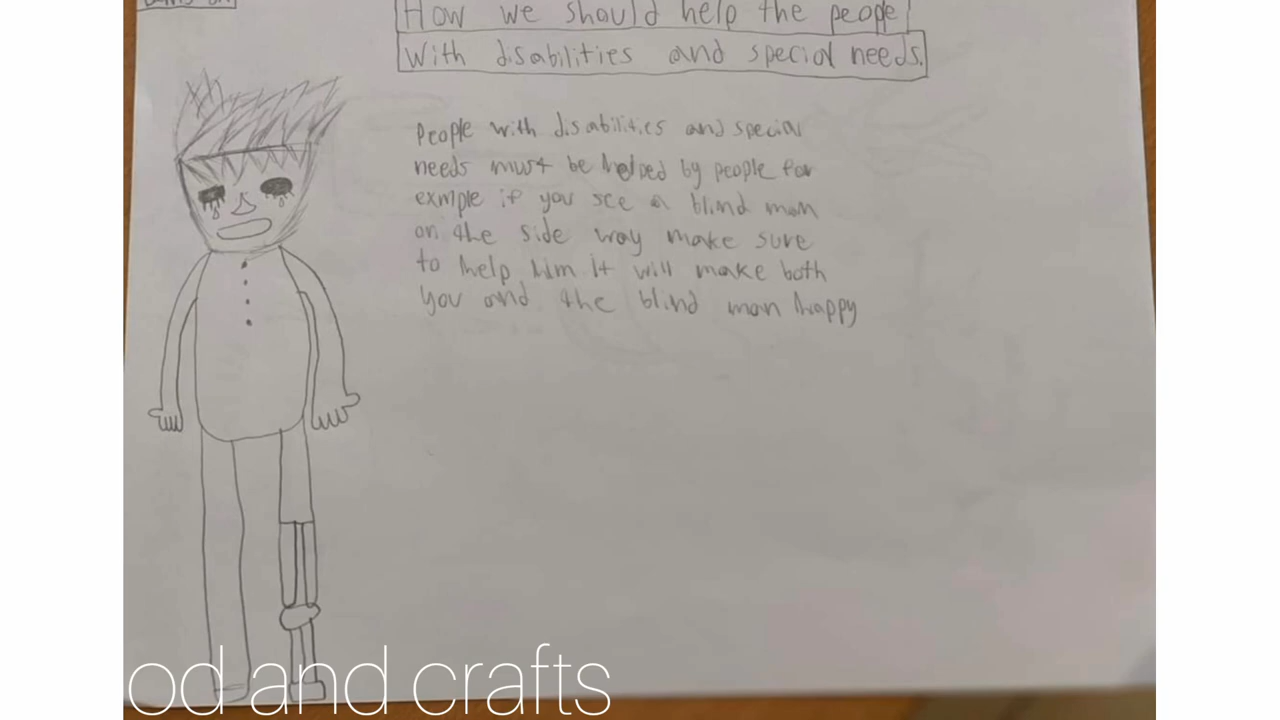 How we should help the people
with disabilities and special needs.
people with disabilities and special
needs must be helped by people for
exmple if you see a blind man
on the side way make sure
to help him it will make both
you and the blind man happy
od and crafts